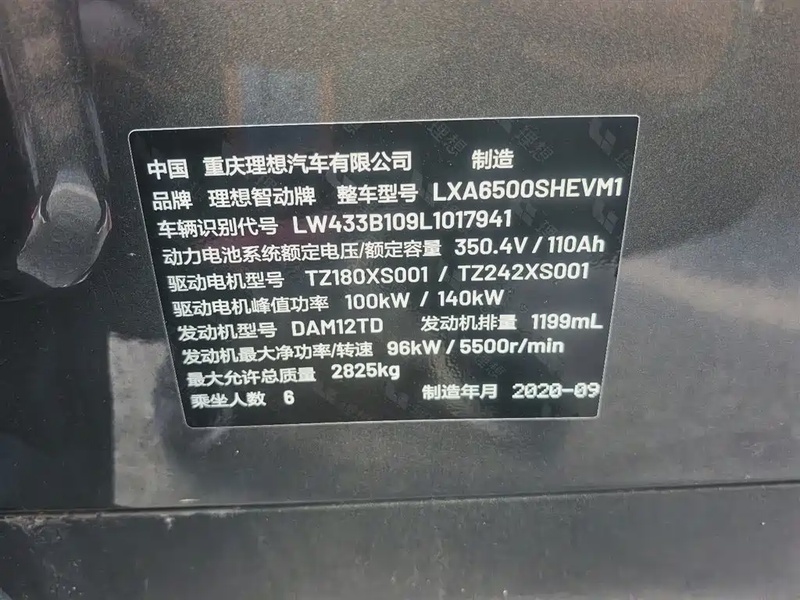 中国 重庆理想汽车有限公司 制造
品牌 理想智动牌 整车型号 LXA6500SHEVM1
车辆识别代号 LW433B109L1017941
动力电池系统额定电压/额定容量 350.4V / 110Ah
驱动电机型号 TZ180XS001 / TZ242XS001
驱动电机峰值功率 100kW / 140kW
发动机型号 DAM12TD 发动机排量 1199mL
发动机最大净功率/转速 96kW / 5500r/min
最大允许总质量 2825kg
乘坐人数 6 制造年月 2020-09